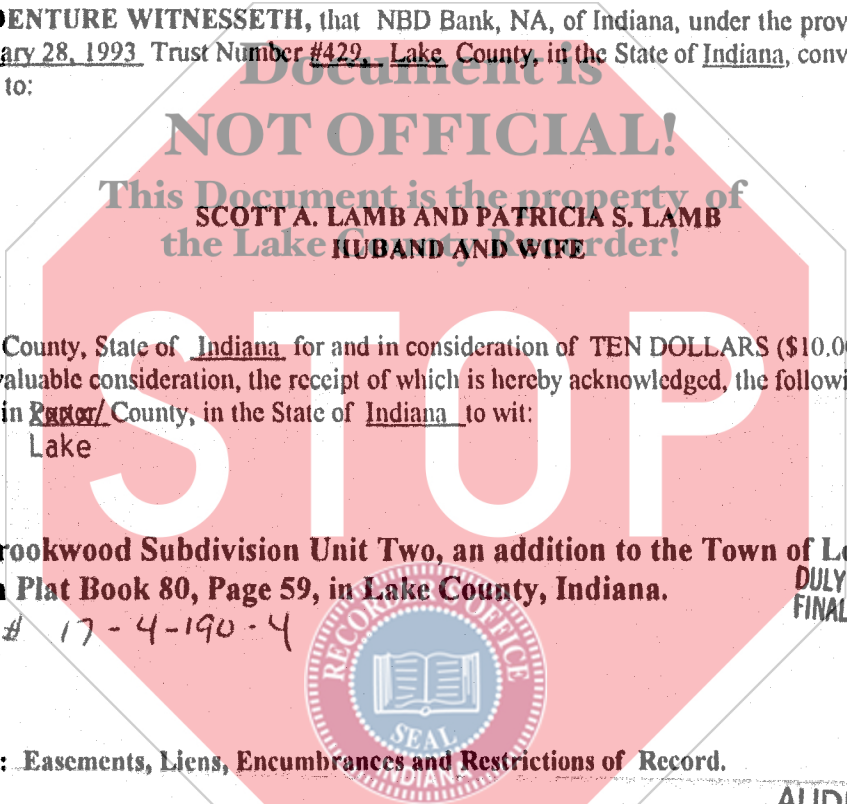 DENTURE WITNESSETH, that NBD Bank, NA, of Indiana, under the prov
ary 28, 1993 Trust Number #429, Lake County, in the State of Indiana, conv
to:
Document is
NOT OFFICIAL!
This Document is the property of
the Lake County Recorder!
SCOTT A. LAMB AND PATRICIA S. LAMB
HUBAND AND WIFE
STOP
County, State of Indiana for and in consideration of TEN DOLLARS ($10.00
valuable consideration, the receipt of which is hereby acknowledged, the followi
in Porter/ County, in the State of Indiana to wit:
Lake
rookwood Subdivision Unit Two, an addition to the Town of Lo
Plat Book 80, Page 59, in Lake County, Indiana.
DULY
FINAL
# 17-4-190-4
RECORDER'S OFFICE
SEAL
INDIANA
: Easements, Liens, Encumbrances and Restrictions of Record.
AUDI